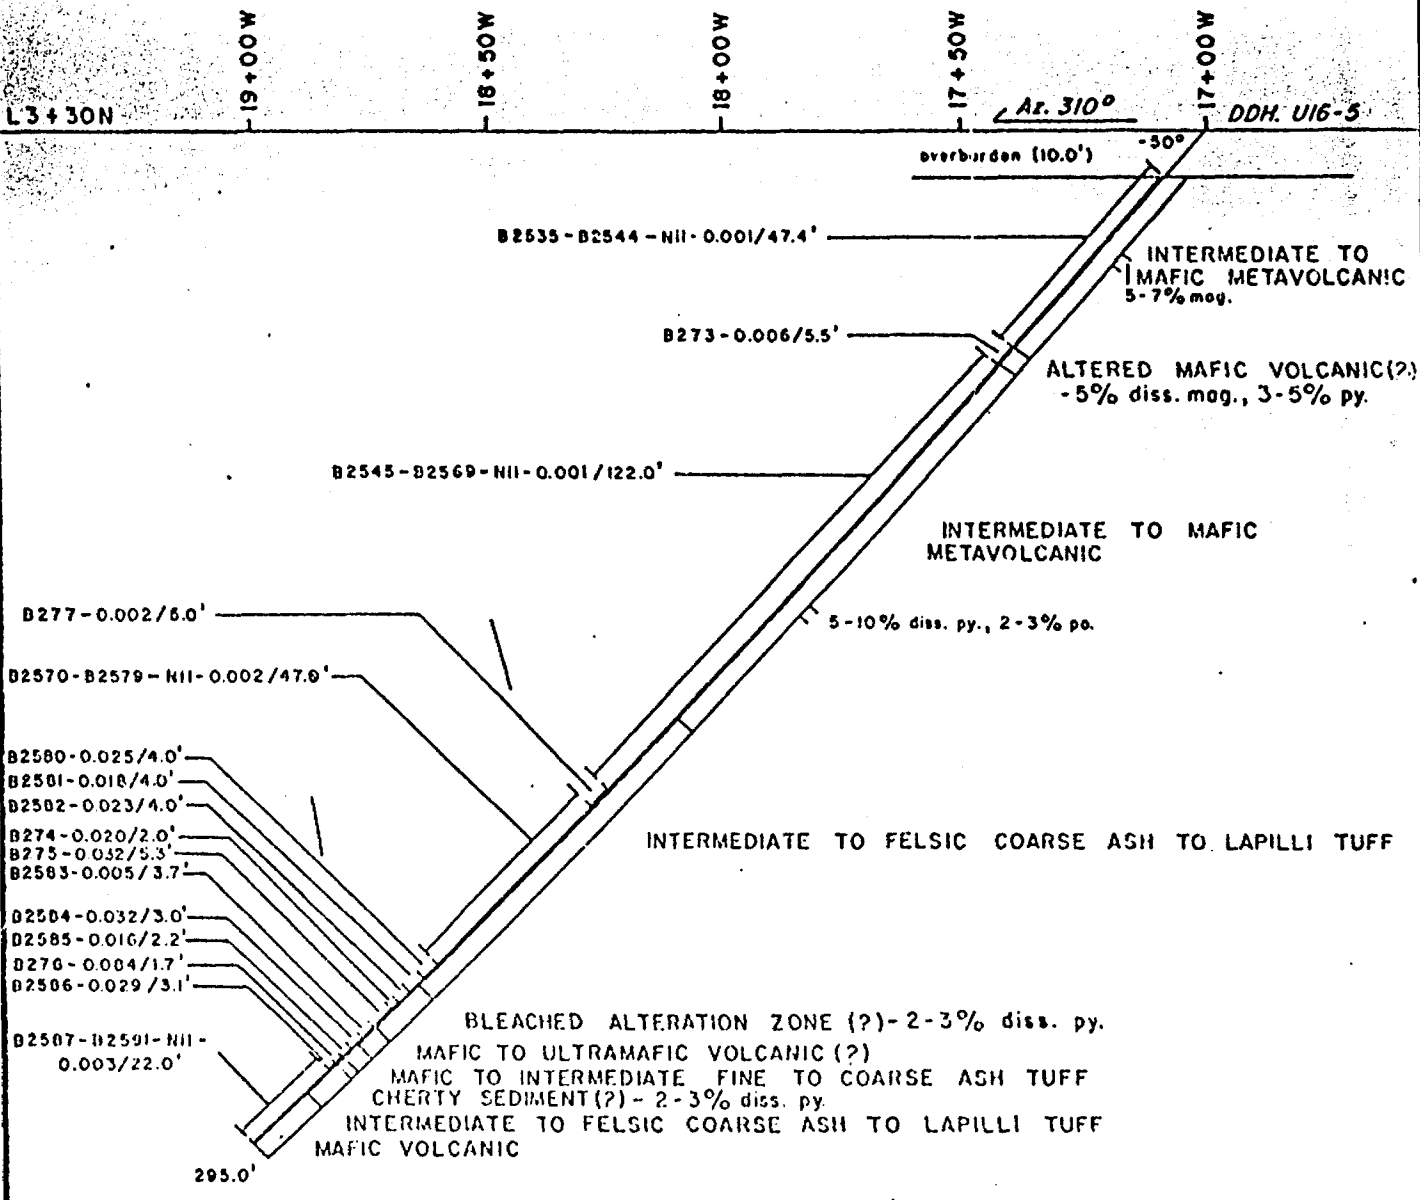 19+00W
18+50W
18+00W
17+50W
17+00W
L3+30N
Az. 310°
DDH. U16-5
-50°
overburden (10.0')
B2535-B2544-Nil-0.001/47.4'
INTERMEDIATE TO
MAFIC METAVOLCANIC
5-7% mag.
B273-0.006/5.5'
ALTERED MAFIC VOLCANIC(?)
-5% diss. mag., 3-5% py.
B2545-B2569-Nil-0.001/122.0'
INTERMEDIATE TO MAFIC
METAVOLCANIC
B277-0.002/6.0'
5-10% diss. py., 2-3% po.
B2570-B2579-Nil-0.002/47.0'
B2580-0.025/4.0'
B2581-0.018/4.0'
B2582-0.023/4.0'
B274-0.020/2.0'
B275-0.032/5.3'
B2583-0.005/3.7'
INTERMEDIATE TO FELSIC COARSE ASH TO LAPILLI TUFF
B2584-0.032/3.0'
B2585-0.016/2.2'
B276-0.084/1.7'
B2586-0.029/3.1'
B2587-B2591-Nil-
0.003/22.0'
BLEACHED ALTERATION ZONE (?)-2-3% diss. py.
MAFIC TO ULTRAMAFIC VOLCANIC (?)
MAFIC TO INTERMEDIATE FINE TO COARSE ASH TUFF
CHERTY SEDIMENT(?)-2-3% diss. py.
INTERMEDIATE TO FELSIC COARSE ASH TO LAPILLI TUFF
MAFIC VOLCANIC
295.0'